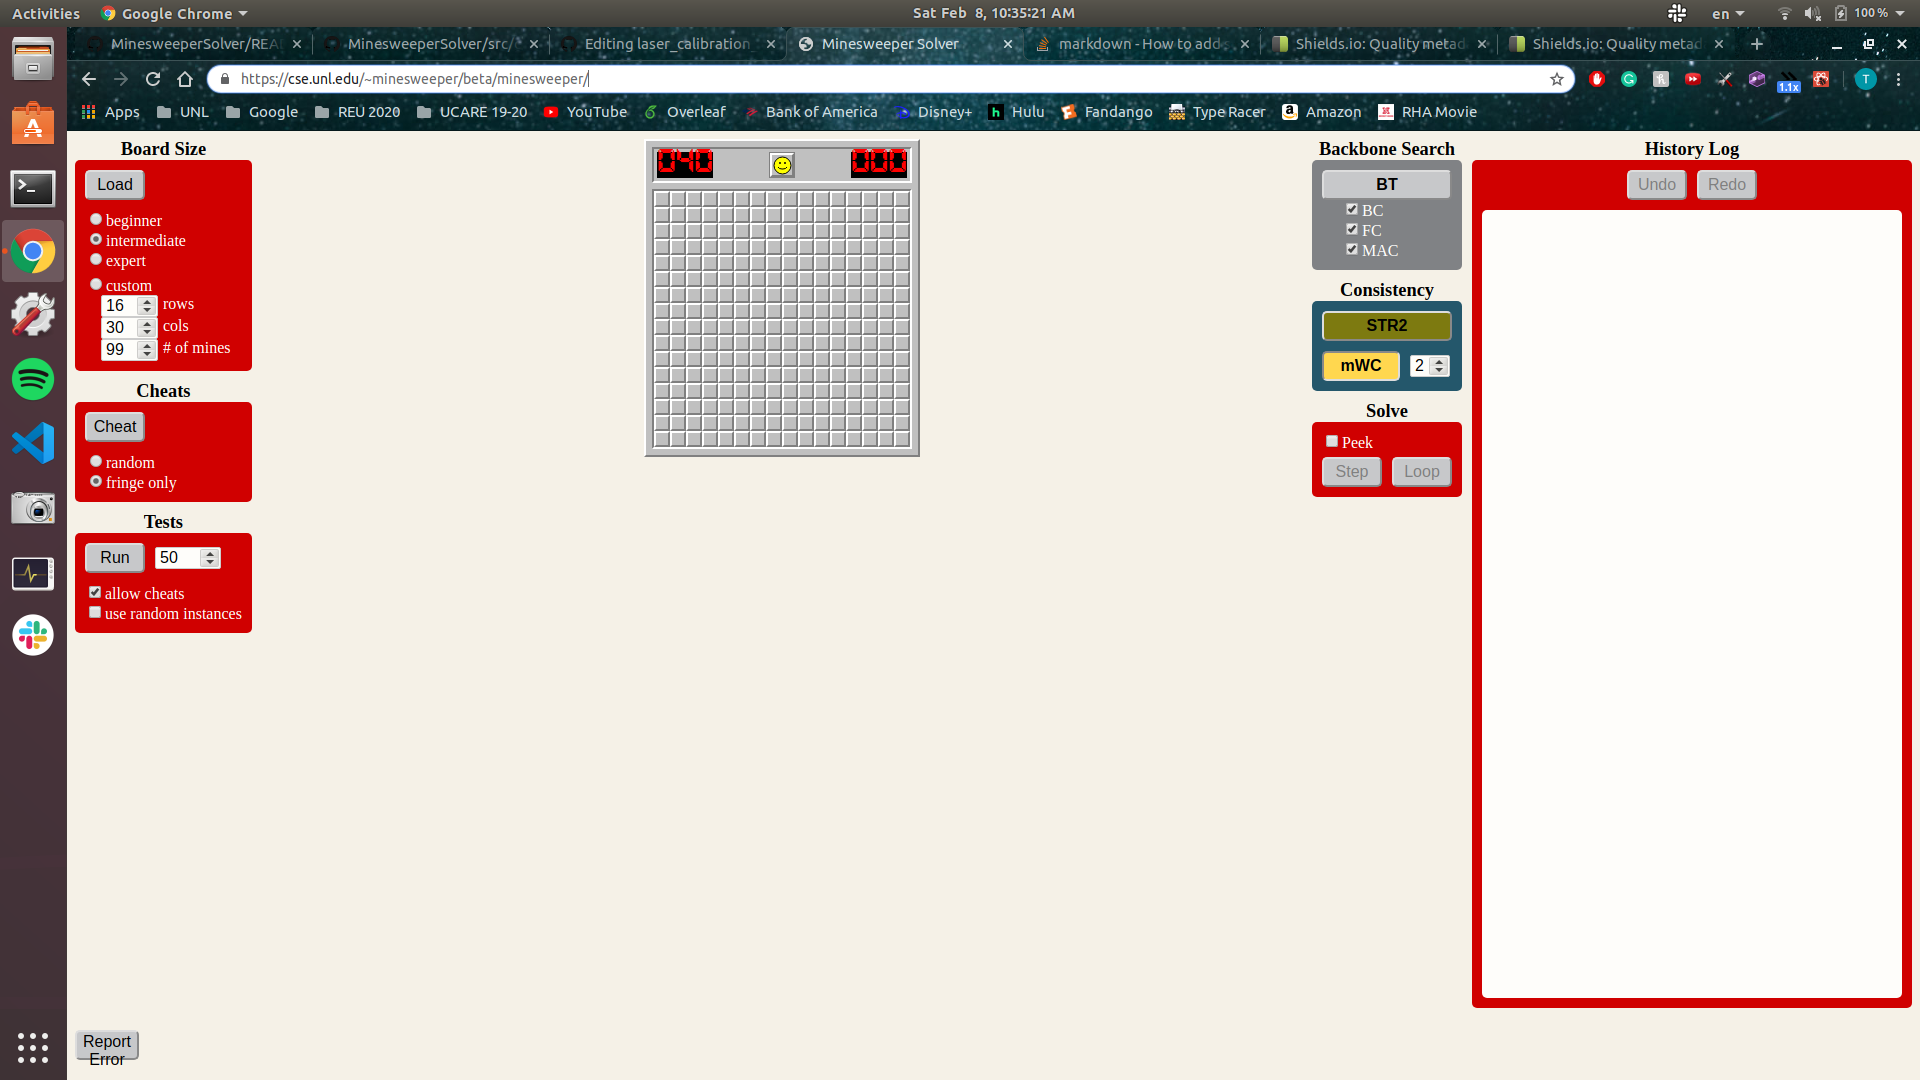 Activities
Google Chrome
Sat Feb 8, 10:35:21 AM
en
100 %
MinesweeperSolver/REA
MinesweeperSolver/src/
Editing laser_calibration
Minesweeper Solver
markdown - How to add
Shields.io: Quality metad
Shields.io: Quality metad
https://cse.unl.edu/~minesweeper/beta/minesweeper/
1.1x
T
Apps
UNL
Google
REU 2020
UCARE 19-20
YouTube
Overleaf
Bank of America
Disney+
Hulu
Fandango
Type Racer
Amazon
RHA Movie
Board Size
Load
beginner
intermediate
expert
custom
16 rows
30 cols
99 # of mines
Cheats
Cheat
random
fringe only
Tests
Run 50
allow cheats
use random instances
Report
Error
040
000
Backbone Search
BT
BC
FC
MAC
Consistency
STR2
mWC 2
Solve
Peek
Step Loop
History Log
Undo Redo